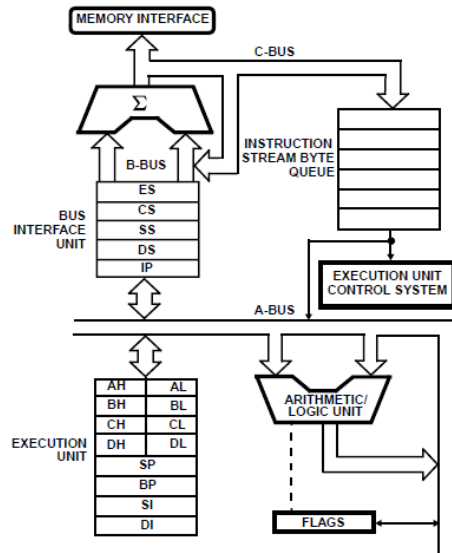 MEMORY INTERFACE
C-BUS
Σ
INSTRUCTION
STREAM BYTE
QUEUE
B-BUS
ES
CS
SS
DS
IP
BUS
INTERFACE
UNIT
EXECUTION UNIT
CONTROL SYSTEM
A-BUS
AH AL
BH BL
CH CL
DH DL
SP
BP
SI
DI
EXECUTION
UNIT
ARITHMETIC/
LOGIC UNIT
FLAGS